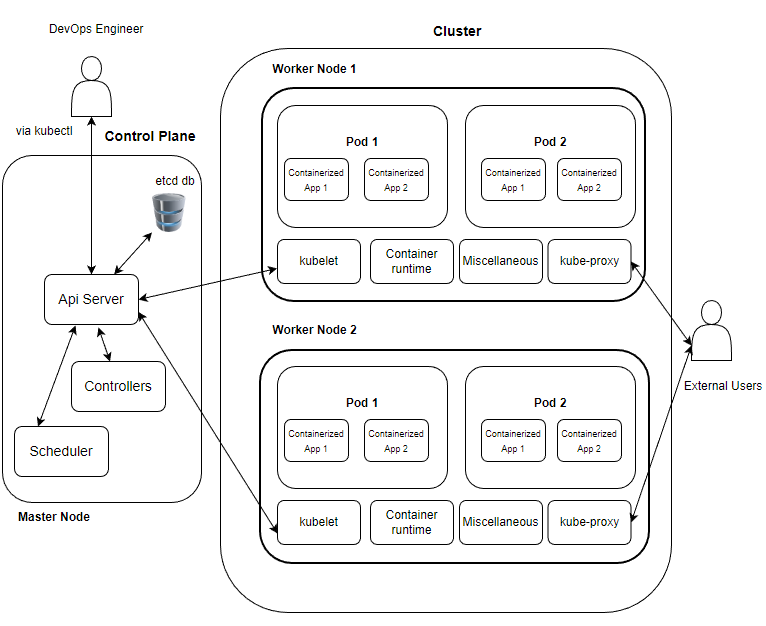 DevOps Engineer
via kubectl
Control Plane
etcd db
Api Server
Controllers
Scheduler
Master Node
Cluster
Worker Node 1
Pod 1
Containerized
App 1
Containerized
App 2
Pod 2
Containerized
App 1
Containerized
App 2
kubelet
Container
runtime
Miscellaneous
kube-proxy
Worker Node 2
Pod 1
Containerized
App 1
Containerized
App 2
Pod 2
Containerized
App 1
Containerized
App 2
kubelet
Container
runtime
Miscellaneous
kube-proxy
External Users